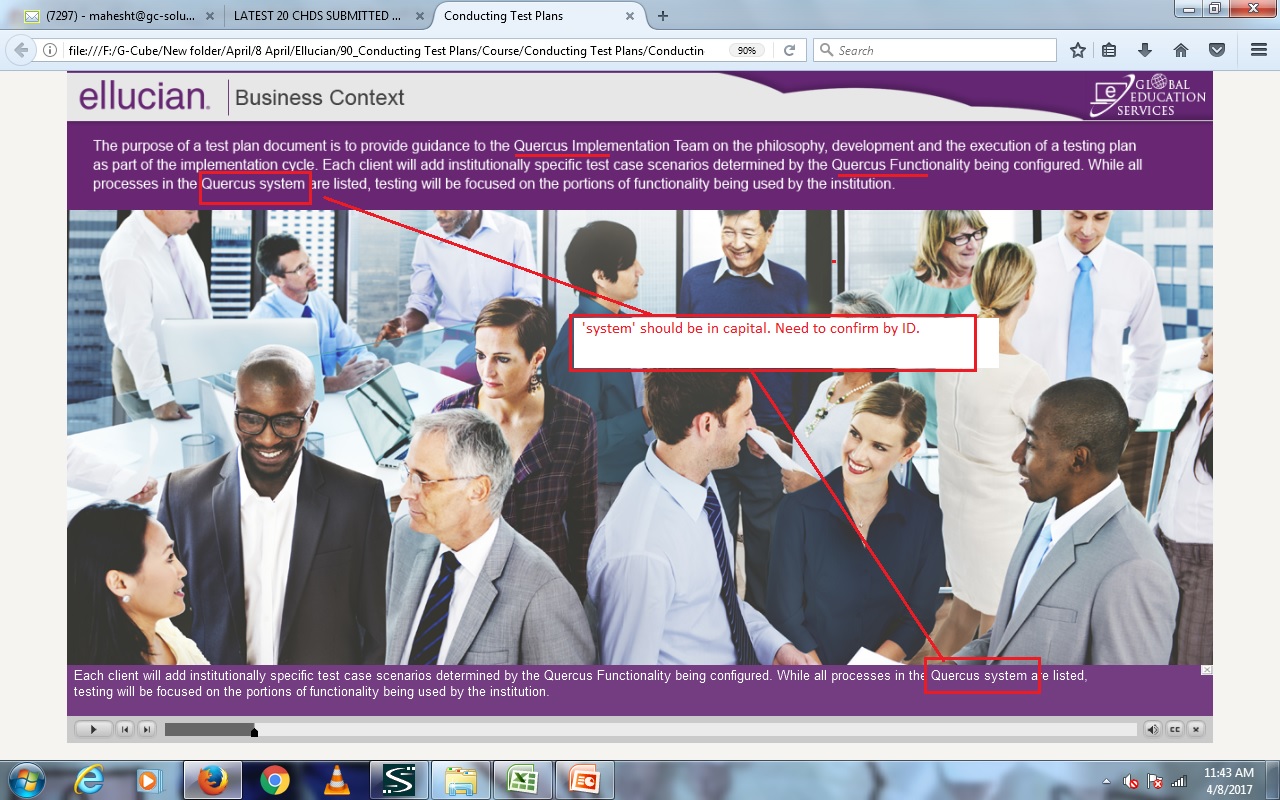 (7297) - mahesht@gc-solu...
LATEST 20 CHDS SUBMITTED ...
Conducting Test Plans
file:///F:/G-Cube/New folder/April/8 April/Ellucian/90_Conducting Test Plans/Course/Conducting Test Plans/Conductin
90%
Search
ellucian.
Business Context
e
GLOBAL
EDUCATION
SERVICES
The purpose of a test plan document is to provide guidance to the Quercus Implementation Team on the philosophy, development and the execution of a testing plan
as part of the implementation cycle. Each client will add institutionally specific test case scenarios determined by the Quercus Functionality being configured. While all
processes in the Quercus system are listed, testing will be focused on the portions of functionality being used by the institution.
'system' should be in capital. Need to confirm by ID.
Each client will add institutionally specific test case scenarios determined by the Quercus Functionality being configured. While all processes in the Quercus system are listed,
testing will be focused on the portions of functionality being used by the institution.
CC
S
11:43 AM
4/8/2017